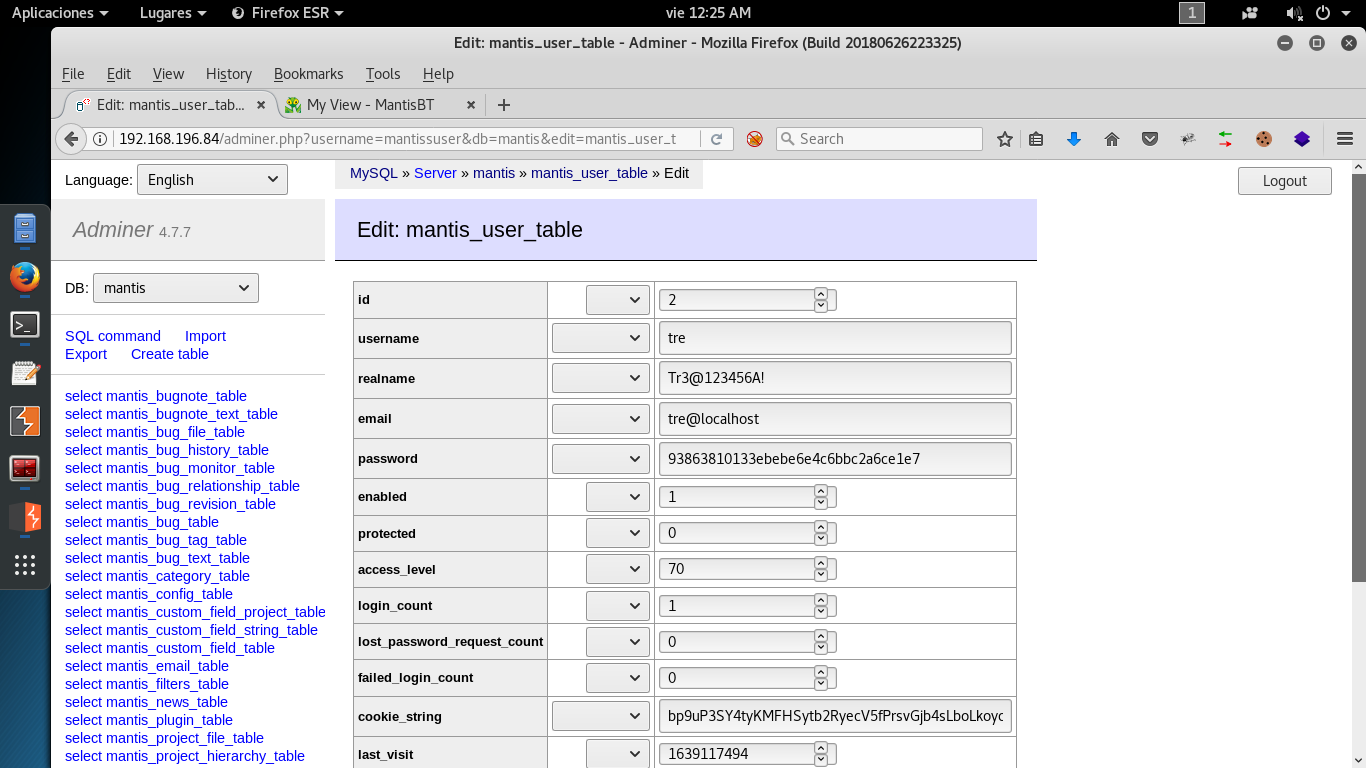 Aplicaciones Lugares Firefox ESR vie 12:25 AM 1
Edit: mantis_user_table - Adminer - Mozilla Firefox (Build 20180626223325)
File Edit View History Bookmarks Tools Help
Edit: mantis_user_tab... My View - MantisBT
192.168.196.84/adminer.php?username=mantissuser&db=mantis&edit=mantis_user_t Search
Language: English
MySQL » Server » mantis » mantis_user_table » Edit
Logout
Adminer 4.7.7
Edit: mantis_user_table
DB: mantis
SQL command Import
Export Create table
select mantis_bugnote_table
select mantis_bugnote_text_table
select mantis_bug_file_table
select mantis_bug_history_table
select mantis_bug_monitor_table
select mantis_bug_relationship_table
select mantis_bug_revision_table
select mantis_bug_table
select mantis_bug_tag_table
select mantis_bug_text_table
select mantis_category_table
select mantis_config_table
select mantis_custom_field_project_table
select mantis_custom_field_string_table
select mantis_custom_field_table
select mantis_email_table
select mantis_filters_table
select mantis_news_table
select mantis_plugin_table
select mantis_project_file_table
select mantis_project_hierarchy_table
id 2
username tre
realname Tr3@123456A!
email tre@localhost
password 93863810133ebebe6e4c6bbc2a6ce1e7
enabled 1
protected 0
access_level 70
login_count 1
lost_password_request_count 0
failed_login_count 0
cookie_string bp9uP3SY4tyKMFHSytb2RyecV5fPrsvGjb4sLboLkoyc
last_visit 1639117494